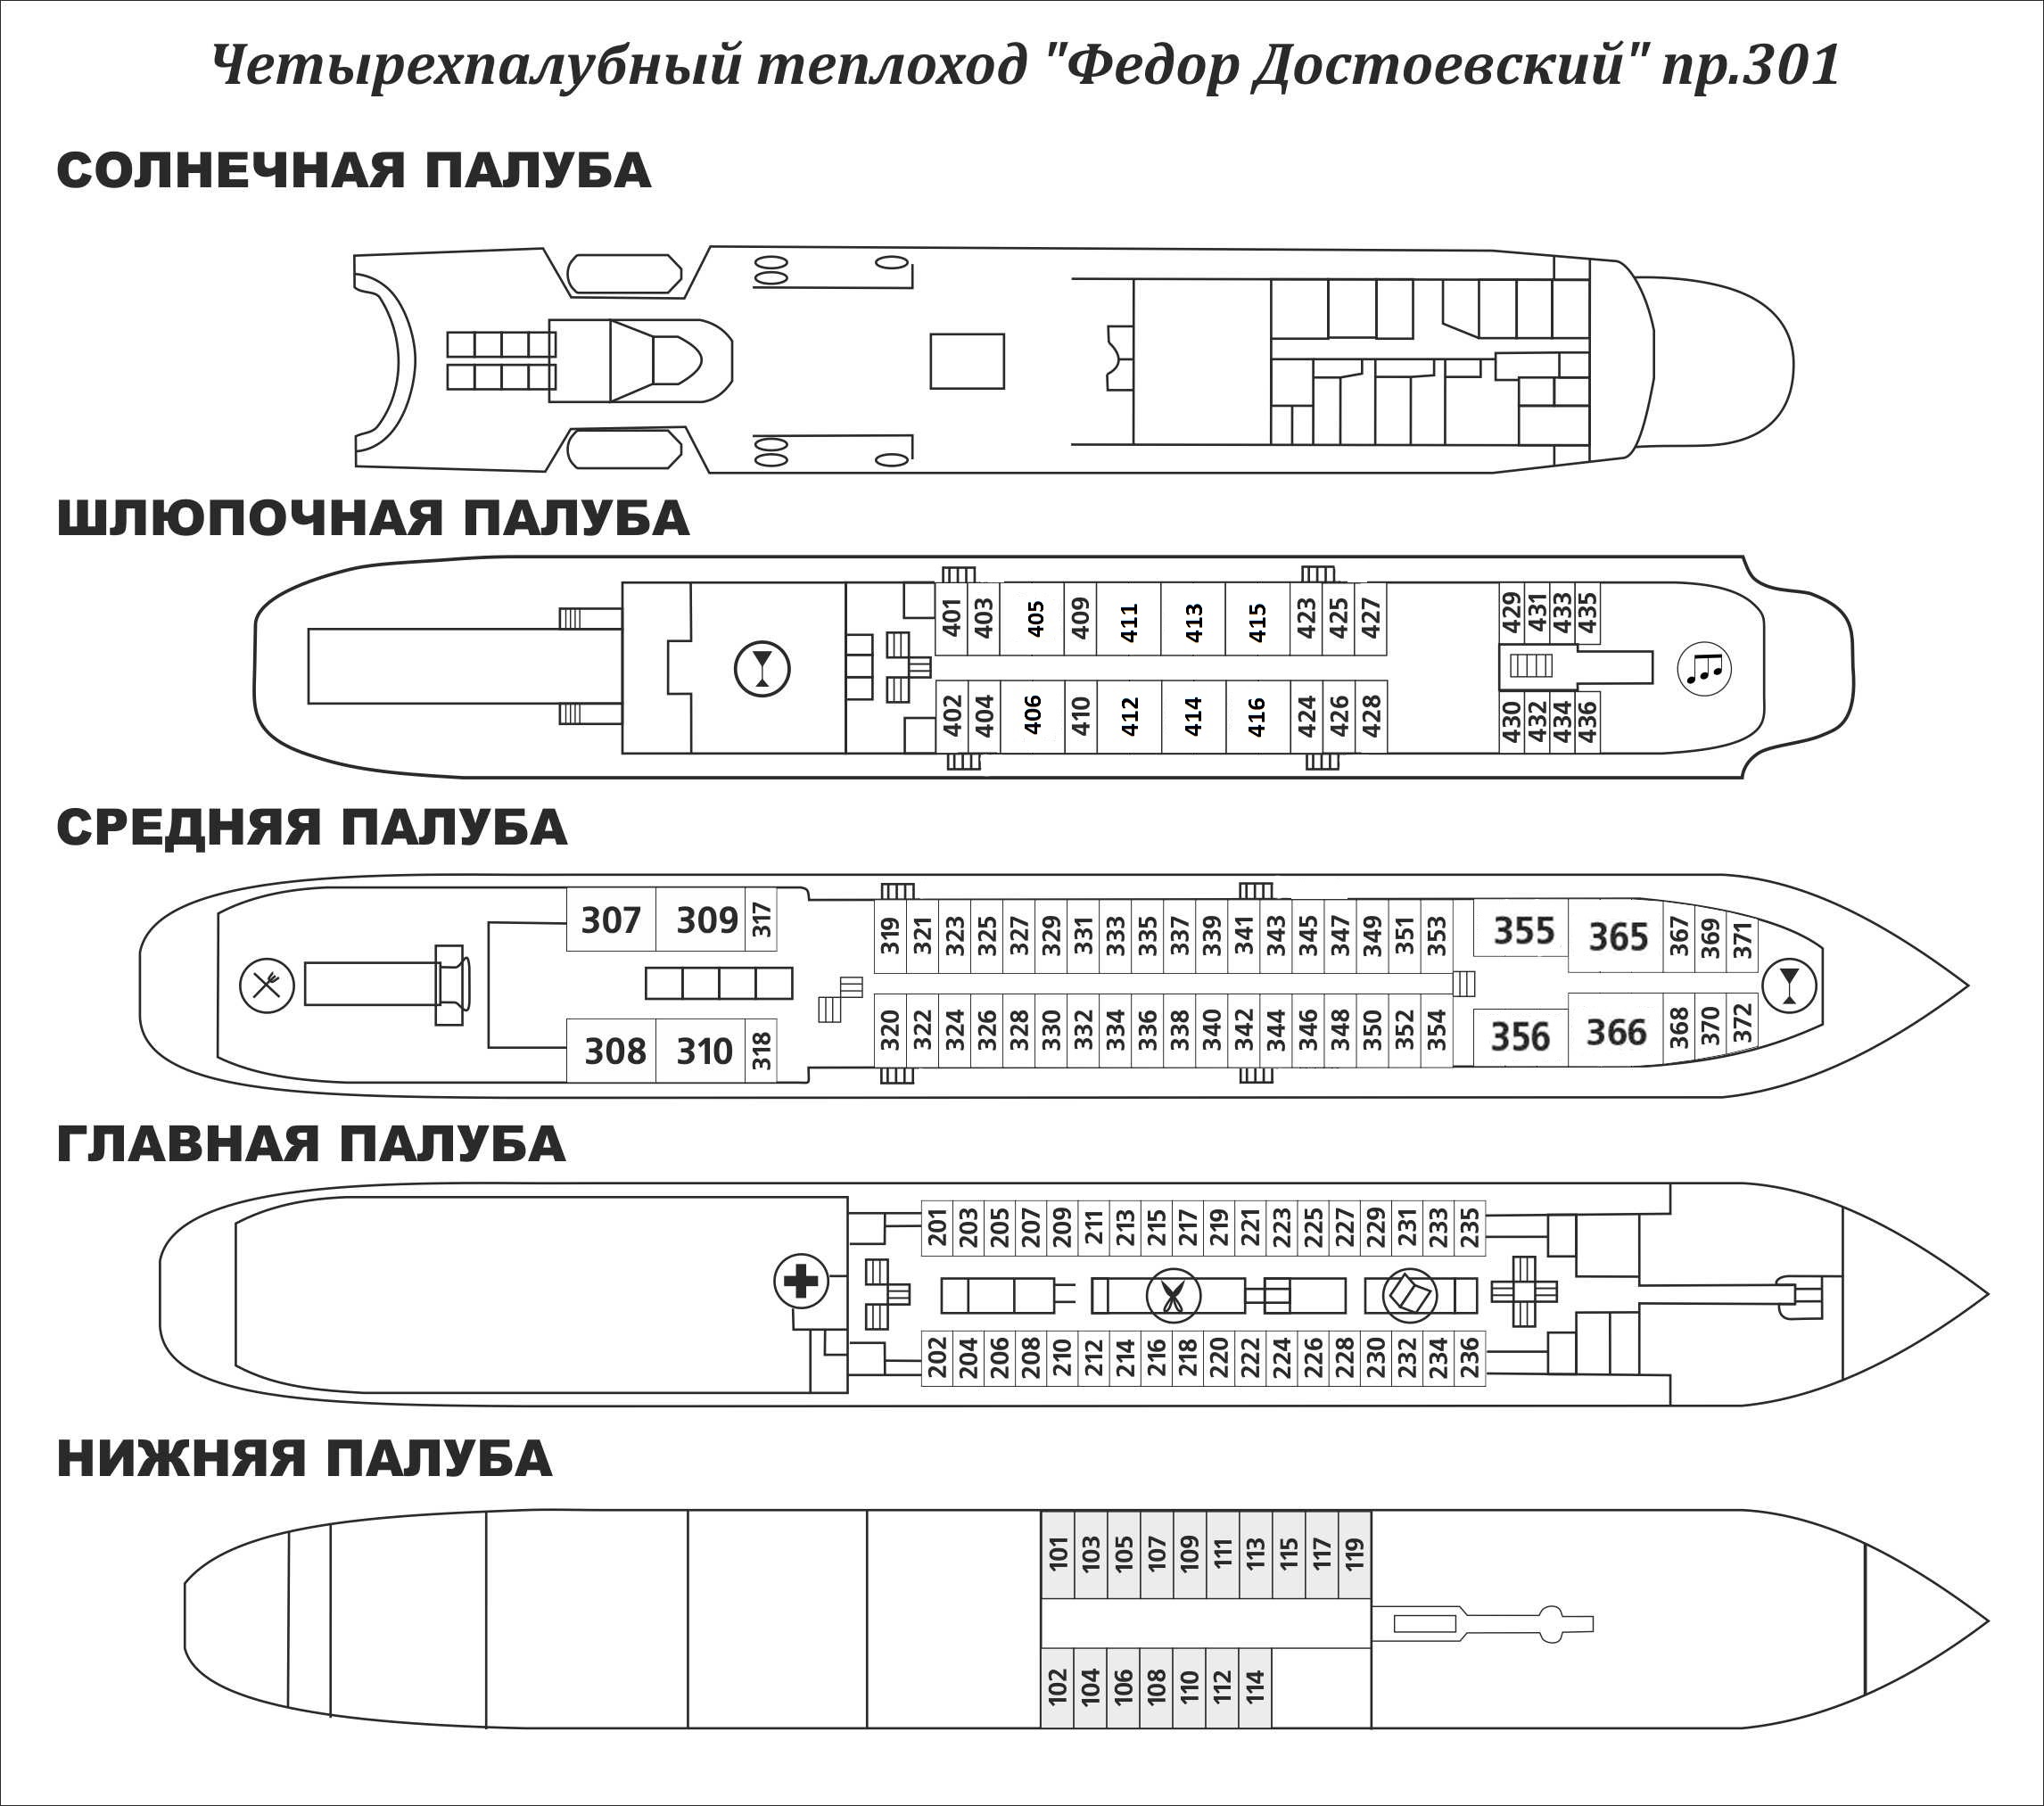 Четырехпалубный теплоход "Федор Достоевский" пр.301
СОЛНЕЧНАЯ ПАЛУБА
ШЛЮПОЧНАЯ ПАЛУБА
401 403 405 409 411 413 415 423 425 427 429 431 433 435
402 404 406 410 412 414 416 424 426 428 430 432 434 436
СРЕДНЯЯ ПАЛУБА
307 309 317 319 321 323 325 327 329 331 333 335 337 339 341 343 345 347 349 351 353 355 365 367 369 371
308 310 318 320 322 324 326 328 330 332 334 336 338 340 342 344 346 348 350 352 354 356 366 368 370 372
ГЛАВНАЯ ПАЛУБА
201 203 205 207 209 211 213 215 217 219 221 223 225 227 229 231 233 235
202 204 206 208 210 212 214 216 218 220 222 224 226 228 230 232 234 236
НИЖНЯЯ ПАЛУБА
101 103 105 107 109 111 113 115 117 119
102 104 106 108 110 112 114